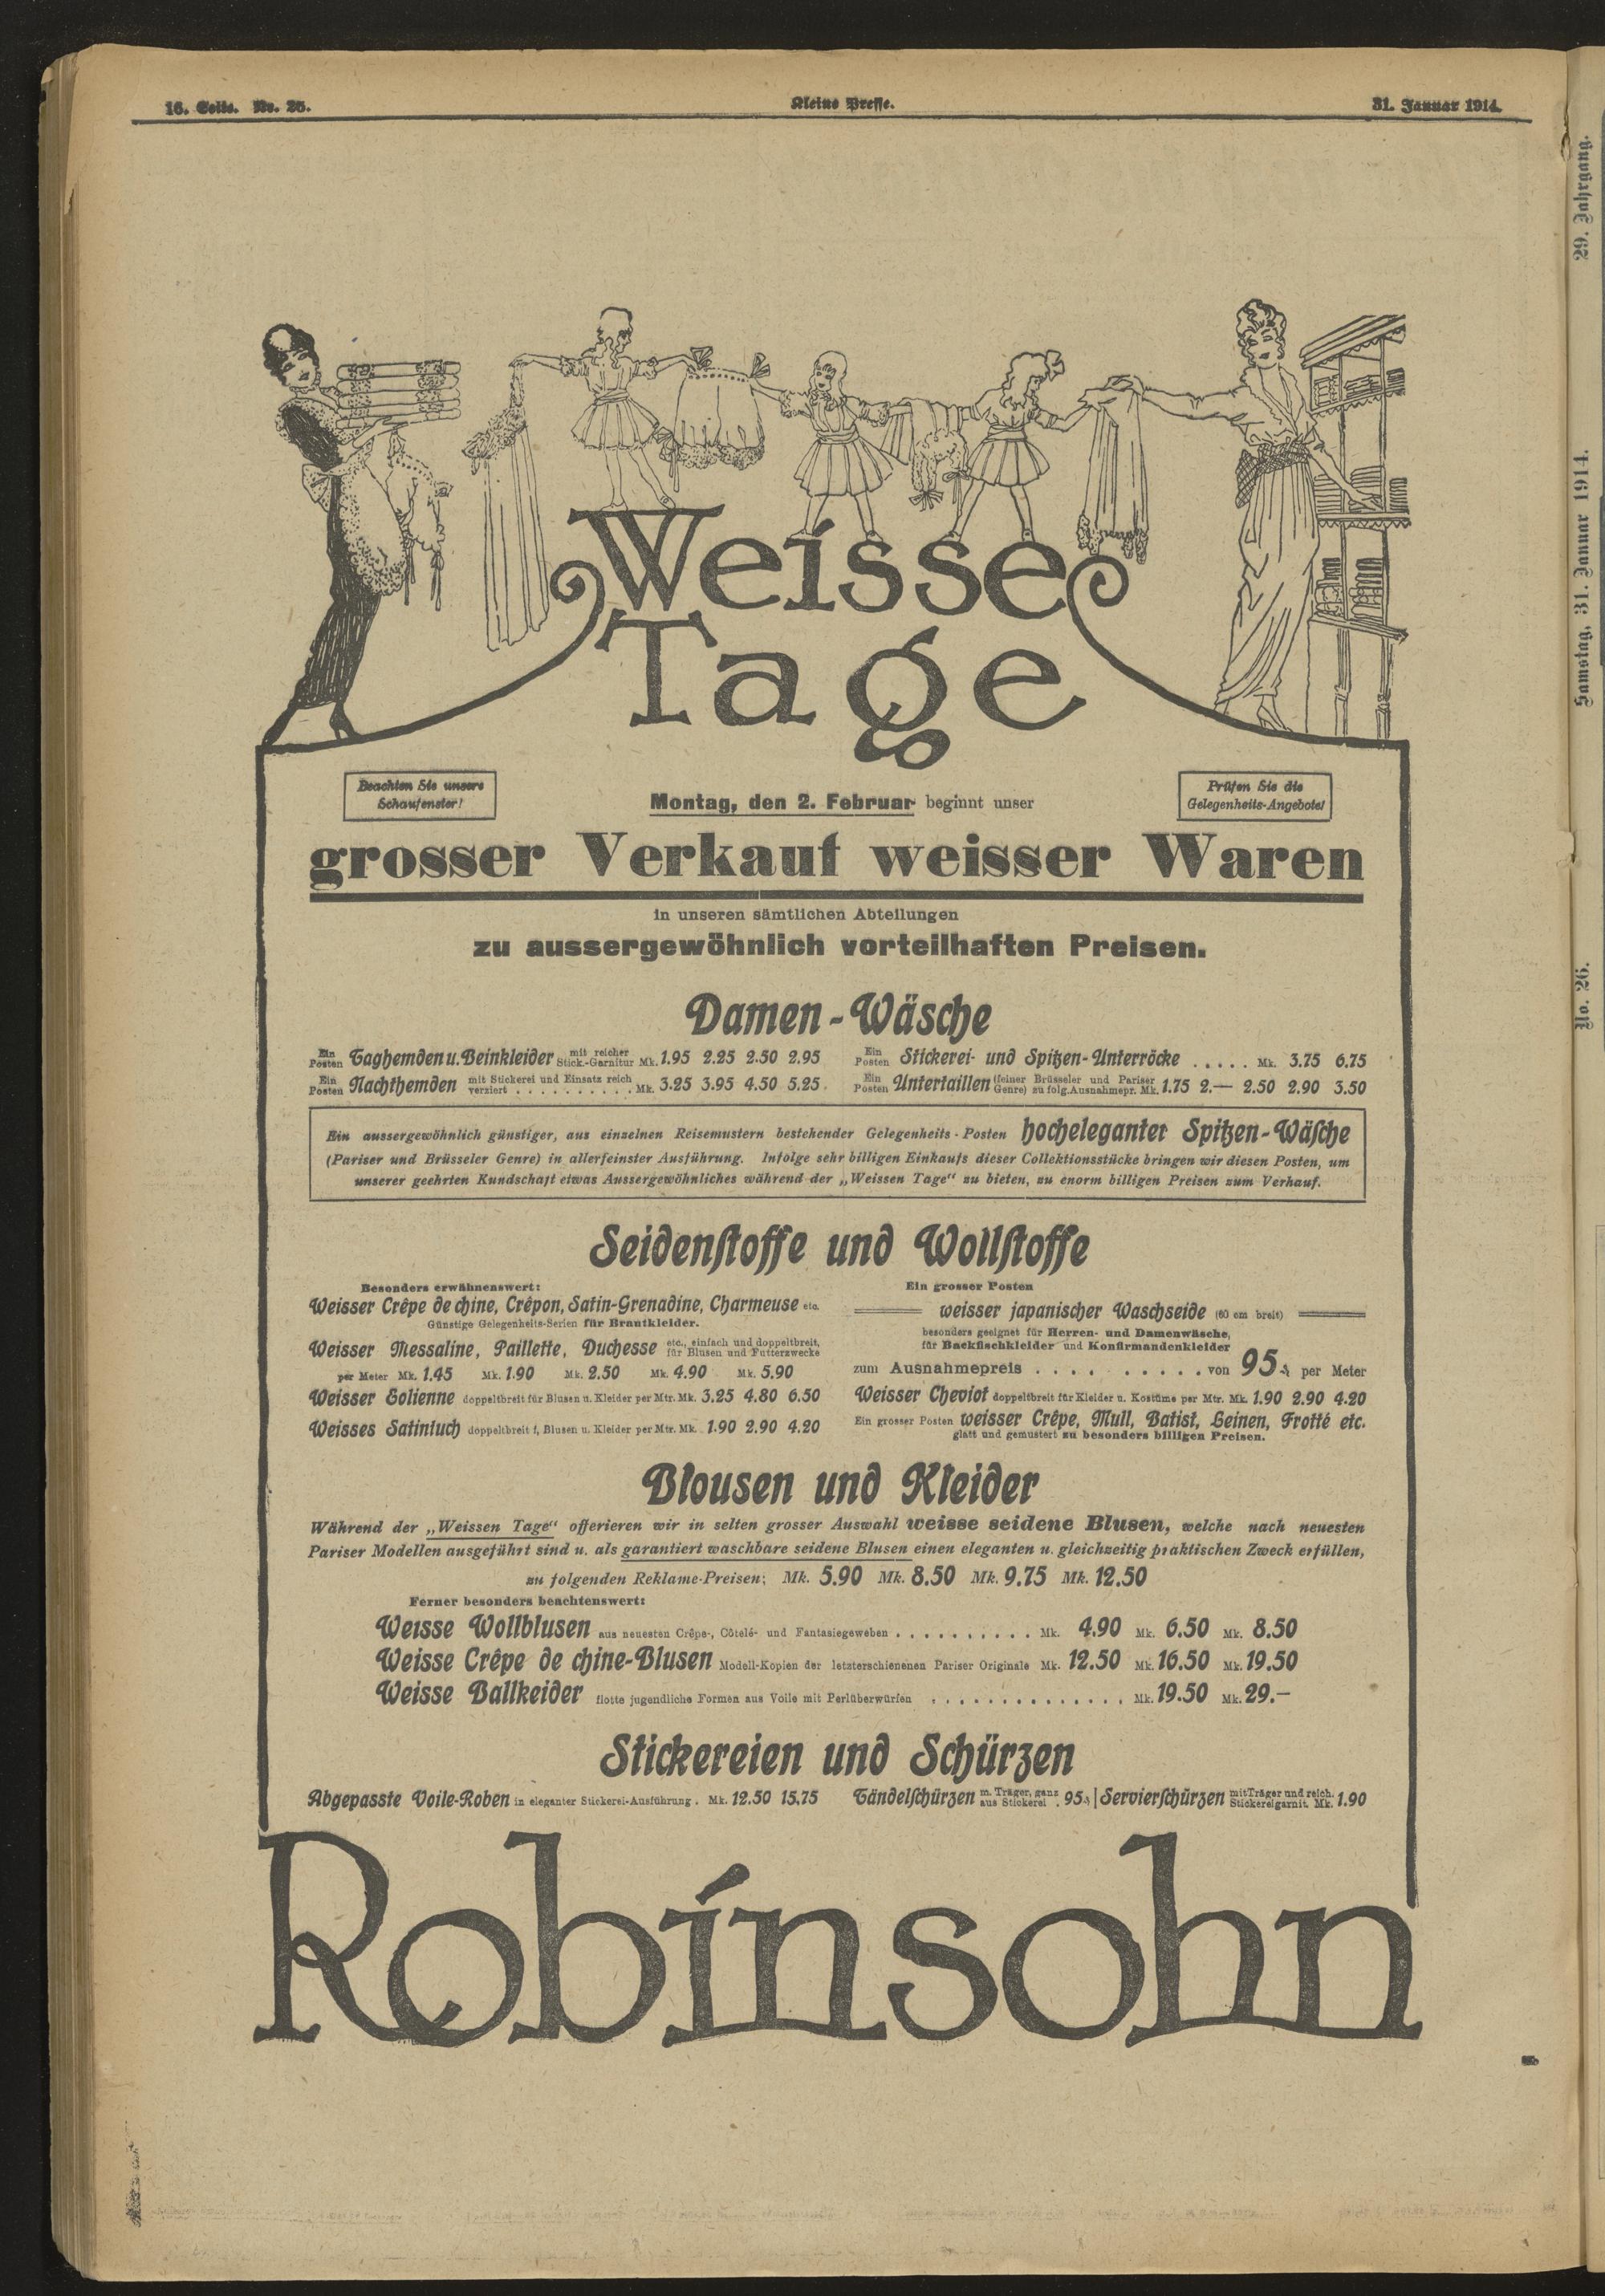 16. Seite. Nr. 26.
Kleine Presse.
31. Januar 1914.
Weisse
Tage
Beachten Sie unsere
Schaufenster!
Montag, den 2. Februar beginnt unser
Prüfen Sie die
Gelegenheits-Angebote!
grosser Verkauf weisser Waren
in unseren sämtlichen Abteilungen
zu aussergewöhnlich vorteilhaften Preisen.
Damen-Wäsche
Ein Posten Taghemden u. Beinkleider mit reicher Stick.-Garnitur Mk. 1.95 2.25 2.50 2.95
Ein Posten Nachthemden mit Stickerei und Einsatz reich verziert . . . . . . . . . . Mk. 3.25 3.95 4.50 5.25
Ein Posten Stickerei- und Spitzen-Unterröcke . . . . . Mk. 3.75 6.75
Ein Posten Untertaillen (feiner Brüsseler und Pariser Genre) zu folg. Ausnahmepr. Mk. 1.75 2.— 2.50 2.90 3.50
Ein aussergewöhnlich günstiger, aus einzelnen Reisemustern bestehender Gelegenheits-Posten hocheleganter Spitzen-Wäsche
(Pariser und Brüsseler Genre) in allerfeinster Ausführung. Infolge sehr billigen Einkaufs dieser Collektionsstücke bringen wir diesen Posten, um
unserer geehrten Kundschaft etwas Aussergewöhnliches während der „Weissen Tage“ zu bieten, zu enorm billigen Preisen zum Verkauf.
Seidenstoffe und Wollstoffe
Besonders erwähnenswert:
Weisser Crêpe de chine, Crêpon, Satin-Grenadine, Charmeuse etc.
Günstige Gelegenheits-Serien für Brautkleider.
Weisser Messaline, Paillette, Duchesse etc., einfach und doppeltbreit, für Blusen und Futterzwecke
per Meter Mk. 1.45 Mk. 1.90 Mk. 2.50 Mk. 4.90 Mk. 5.90
Weisser Eolienne doppeltbreit für Blusen u. Kleider per Mtr. Mk. 3.25 4.80 6.50
Weisses Satintuch doppeltbreit f. Blusen u. Kleider per Mtr. Mk. 1.90 2.90 4.20
Ein grosser Posten
weisser japanischer Waschseide (60 cm breit)
besonders geeignet für Herren- und Damenwäsche,
für Backfischkleider und Konfirmandenkleider
zum Ausnahmepreis . . . . . . . . . von 95 ₰ per Meter
Weisser Cheviot doppeltbreit für Kleider u. Kostüme per Mtr. Mk. 1.90 2.90 4.20
Ein grosser Posten weisser Crêpe, Mull, Batist, Leinen, Frotté etc.
glatt und gemustert zu besonders billigen Preisen.
Blousen und Kleider
Während der „Weissen Tage“ offerieren wir in selten grosser Auswahl weisse seidene Blusen, welche nach neuesten
Pariser Modellen ausgeführt sind u. als garantiert waschbare seidene Blusen einen eleganten u. gleichzeitig praktischen Zweck erfüllen,
zu folgenden Reklame-Preisen: Mk. 5.90 Mk. 8.50 Mk. 9.75 Mk. 12.50
Ferner besonders beachtenswert:
Weisse Wollblusen aus neuesten Crêpe-, Côtelé- und Fantasiegeweben . . . . . . . . . . Mk. 4.90 Mk. 6.50 Mk. 8.50
Weisse Crêpe de chine-Blusen Modell-Kopien der letzterschienenen Pariser Originale Mk. 12.50 Mk. 16.50 Mk. 19.50
Weisse Ballkeider flotte jugendliche Formen aus Voile mit Perlüberwürfen . . . . . . . . . . . . . . Mk. 19.50 Mk. 29.—
Stickereien und Schürzen
Abgepasste Voile-Roben in eleganter Stickerei-Ausführung . Mk. 12.50 15.75
Tändelschürzen m. Träger, ganz aus Stickerei . 95 ₰ | Servierschürzen mit Träger und reich. Stickereigarnit. Mk. 1.90
Robinsohn
29. Jahrgang.
Samstag, 31. Januar 1914.
No. 26.